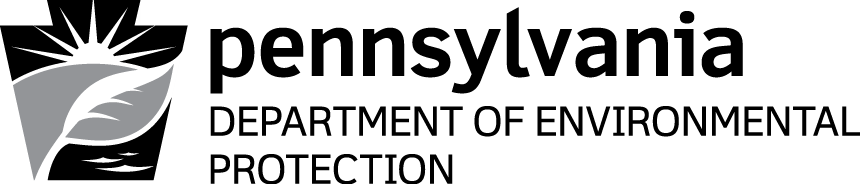 pennsylvania
DEPARTMENT OF ENVIRONMENTAL
PROTECTION